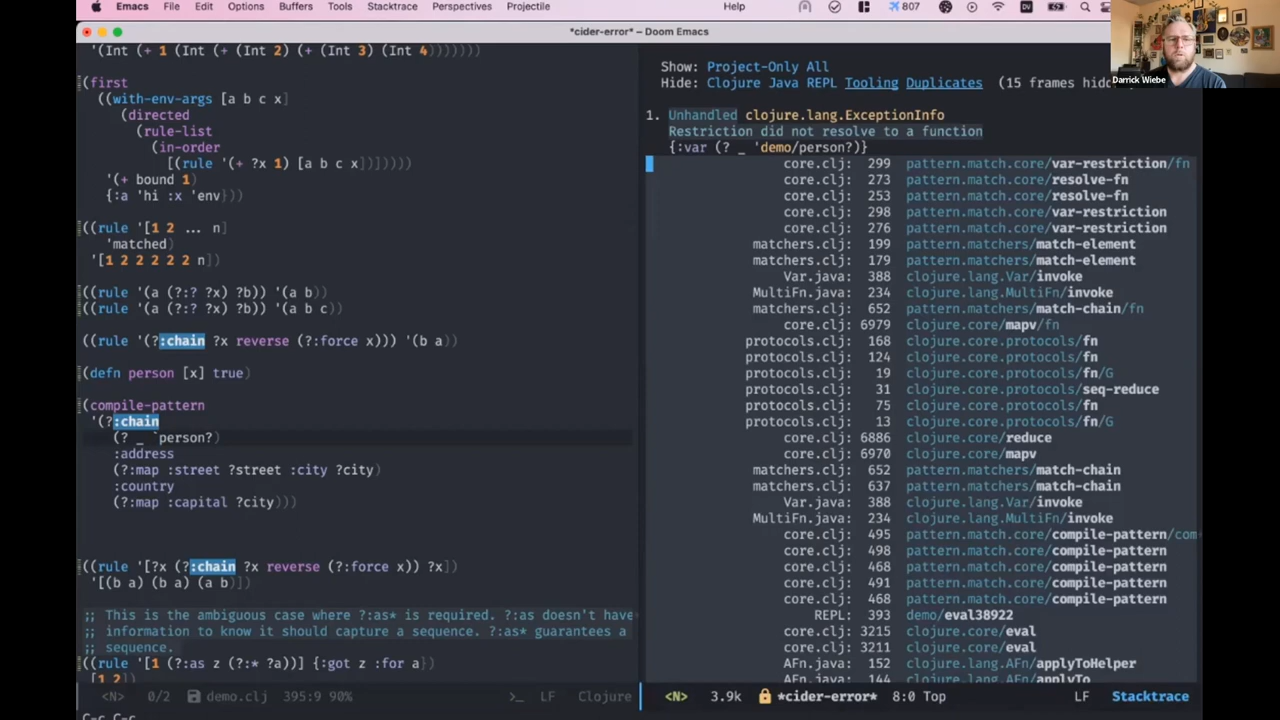 Emacs File Edit Options Buffers Tools Stacktrace Perspectives Projectile Help 807
*cider-error* – Doom Emacs
Darrick Wiebe
'(Int (+ 1 (Int (+ (Int 2) (+ (Int 3) (Int 4)))))))
(first
((with-env-args [a b c x]
(directed
(rule-list
(in-order
[(rule '(+ ?x 1) [a b c x])]))))
'(+ bound 1)
{:a 'hi :x 'env}))
((rule '[1 2 ... n]
'matched)
'[1 2 2 2 2 2 n])
((rule '(a (?:? ?x) ?b)) '(a b))
((rule '(a (?:? ?x) ?b)) '(a b c))
((rule '(?:chain ?x reverse (?:force x))) '(b a))
(defn person [x] true)
(compile-pattern
'(?:chain
(? _ `person?)
:address
(?:map :street ?street :city ?city)
:country
(?:map :capital ?city)))
((rule '[?x (?:chain ?x reverse (?:force x)) ?x])
'[(b a) (b a) (a b)])
;; This is the ambiguous case where ?:as* is required. ?:as doesn't have
;; information to know it should capture a sequence. ?:as* guarantees a
;; sequence.
((rule '[1 (?:as z (?:* ?a))] {:got z :for a})
[1 2])
<N> 0/2 demo.clj 395:9 90% LF Clojure
C-c C-c
Show: Project-Only All
Hide: Clojure Java REPL Tooling Duplicates (15 frames hidd
1. Unhandled clojure.lang.ExceptionInfo
Restriction did not resolve to a function
{:var (? _ 'demo/person?)}
core.clj: 299 pattern.match.core/var-restriction/fn
core.clj: 273 pattern.match.core/resolve-fn
core.clj: 253 pattern.match.core/resolve-fn
core.clj: 298 pattern.match.core/var-restriction
core.clj: 276 pattern.match.core/var-restriction
matchers.clj: 199 pattern.matchers/match-element
matchers.clj: 179 pattern.matchers/match-element
Var.java: 388 clojure.lang.Var/invoke
MultiFn.java: 234 clojure.lang.MultiFn/invoke
matchers.clj: 652 pattern.matchers/match-chain/fn
core.clj: 6979 clojure.core/mapv/fn
protocols.clj: 168 clojure.core.protocols/fn
protocols.clj: 124 clojure.core.protocols/fn
protocols.clj: 19 clojure.core.protocols/fn/G
protocols.clj: 31 clojure.core.protocols/seq-reduce
protocols.clj: 75 clojure.core.protocols/fn
protocols.clj: 13 clojure.core.protocols/fn/G
core.clj: 6886 clojure.core/reduce
core.clj: 6970 clojure.core/mapv
matchers.clj: 652 pattern.matchers/match-chain
matchers.clj: 637 pattern.matchers/match-chain
Var.java: 388 clojure.lang.Var/invoke
MultiFn.java: 234 clojure.lang.MultiFn/invoke
core.clj: 495 pattern.match.core/compile-pattern/com
core.clj: 498 pattern.match.core/compile-pattern
core.clj: 468 pattern.match.core/compile-pattern
core.clj: 491 pattern.match.core/compile-pattern
core.clj: 468 pattern.match.core/compile-pattern
REPL: 393 demo/eval38922
core.clj: 3215 clojure.core/eval
core.clj: 3211 clojure.core/eval
AFn.java: 152 clojure.lang.AFn/applyToHelper
AFn.java: 144 clojure.lang.AFn/applyTo
<N> 3.9k *cider-error* 8:0 Top LF Stacktrace